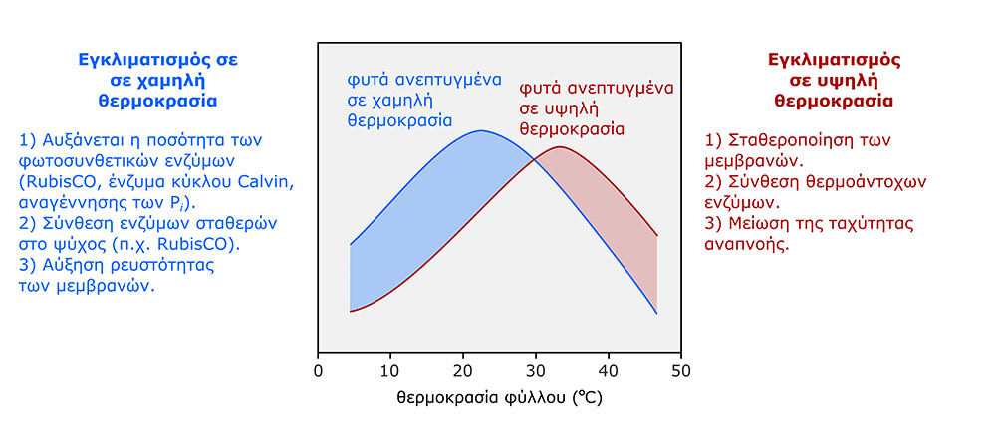 Εγκλιματισμός σε
σε χαμηλή
θερμοκρασία
1) Αυξάνεται η ποσότητα των
φωτοσυνθετικών ενζύμων
(RubisCO, ένζυμα κύκλου Calvin,
αναγέννησης των Pi).
2) Σύνθεση ενζύμων σταθερών
στο ψύχος (π.χ. RubisCO).
3) Αύξηση ρευστότητας
των μεμβρανών.
φυτά ανεπτυγμένα
σε χαμηλή
θερμοκρασία
φυτά ανεπτυγμένα
σε υψηλή
θερμοκρασία
0 10 20 30 40 50
θερμοκρασία φύλλου (°C)
Εγκλιματισμός
σε υψηλή
θερμοκρασία
1) Σταθεροποίηση των
μεμβρανών.
2) Σύνθεση θερμοάντοχων
ενζύμων.
3) Μείωση της ταχύτητας
αναπνοής.